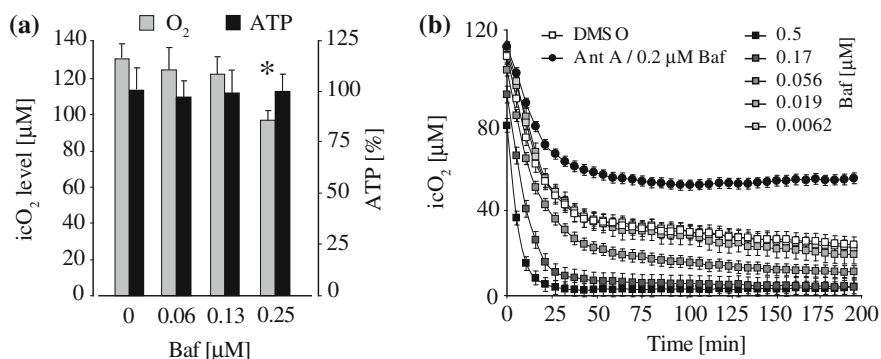 (a)
O2 ATP
140
120
100
80
60
40
20
0
icO2 level [µM]
*
125
100
75
50
25
0
ATP [%]
0 0.06 0.13 0.25
Baf [µM]
(b)
120
80
40
0
icO2 [µM]
DMSO
Ant A / 0.2 µM Baf
0.5
0.17
0.056
0.019
0.0062
Baf [µM]
0 25 50 75 100 125 150 175 200
Time [min]